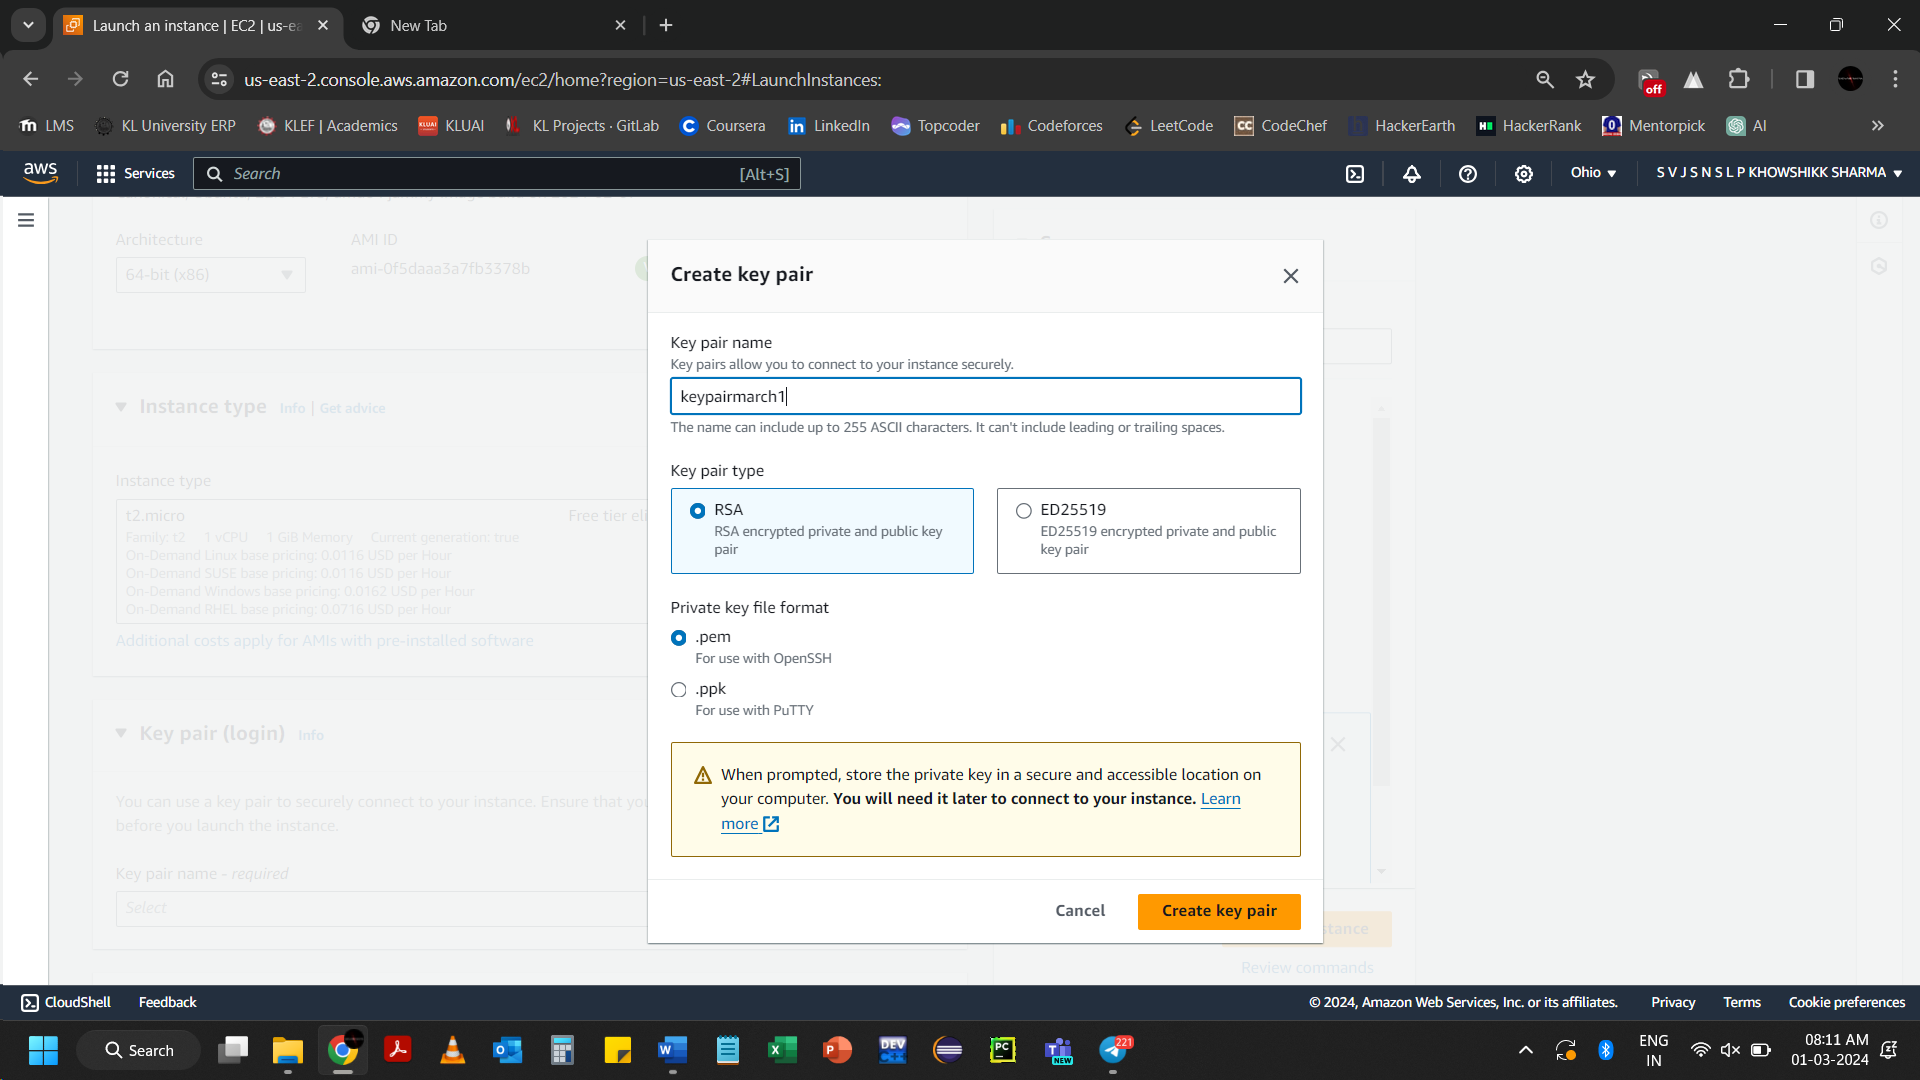 Launch an instance | EC2 | us-ea
New Tab
us-east-2.console.aws.amazon.com/ec2/home?region=us-east-2#LaunchInstances:
off
LMS
KL University ERP
KLEF | Academics
KLUAI
KL Projects · GitLab
Coursera
LinkedIn
Topcoder
Codeforces
LeetCode
CodeChef
HackerEarth
HackerRank
Mentorpick
AI
aws
Services
Search
[Alt+S]
Ohio
S V J S N S L P KHOWSHIKK SHARMA
Architecture
AMI ID
64-bit (x86)
ami-0f5daaa3a7fb3378b
Instance type
Info | Get advice
Instance type
t2.micro
Free tier eli
Family: t2 1 vCPU 1 GiB Memory Current generation: true
On-Demand Linux base pricing: 0.0116 USD per Hour
On-Demand SUSE base pricing: 0.0116 USD per Hour
On-Demand Windows base pricing: 0.0162 USD per Hour
On-Demand RHEL base pricing: 0.0716 USD per Hour
Additional costs apply for AMIs with pre-installed software
Key pair (login)
Info
You can use a key pair to securely connect to your instance. Ensure that you
before you launch the instance.
Key pair name - required
Select
Create key pair
Key pair name
Key pairs allow you to connect to your instance securely.
keypairmarch1
The name can include up to 255 ASCII characters. It can't include leading or trailing spaces.
Key pair type
RSA
RSA encrypted private and public key
pair
ED25519
ED25519 encrypted private and public
key pair
Private key file format
.pem
For use with OpenSSH
.ppk
For use with PuTTY
When prompted, store the private key in a secure and accessible location on
your computer. You will need it later to connect to your instance. Learn
more
Cancel
Create key pair
stance
Review commands
CloudShell
Feedback
© 2024, Amazon Web Services, Inc. or its affiliates.
Privacy
Terms
Cookie preferences
Search
DEV
NEW
221
ENG
IN
08:11 AM
01-03-2024